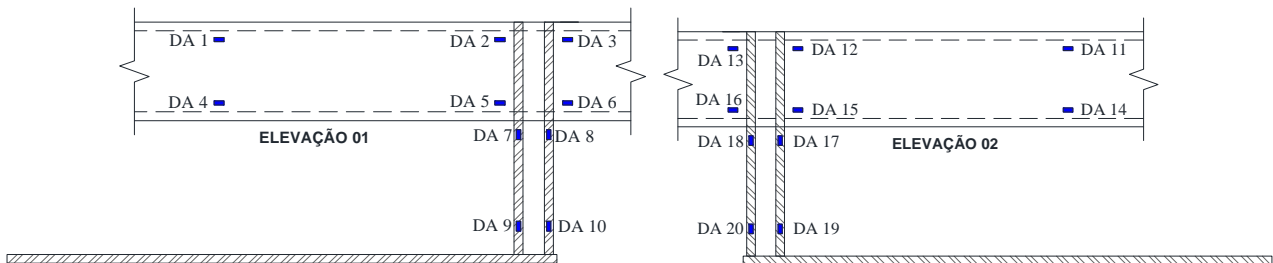 DA 1
DA 2
DA 3
DA 4
DA 5
DA 6
ELEVAÇÃO 01
DA 7
DA 8
DA 9
DA 10
DA 13
DA 12
DA 11
DA 16
DA 15
DA 14
DA 18
DA 17
ELEVAÇÃO 02
DA 20
DA 19